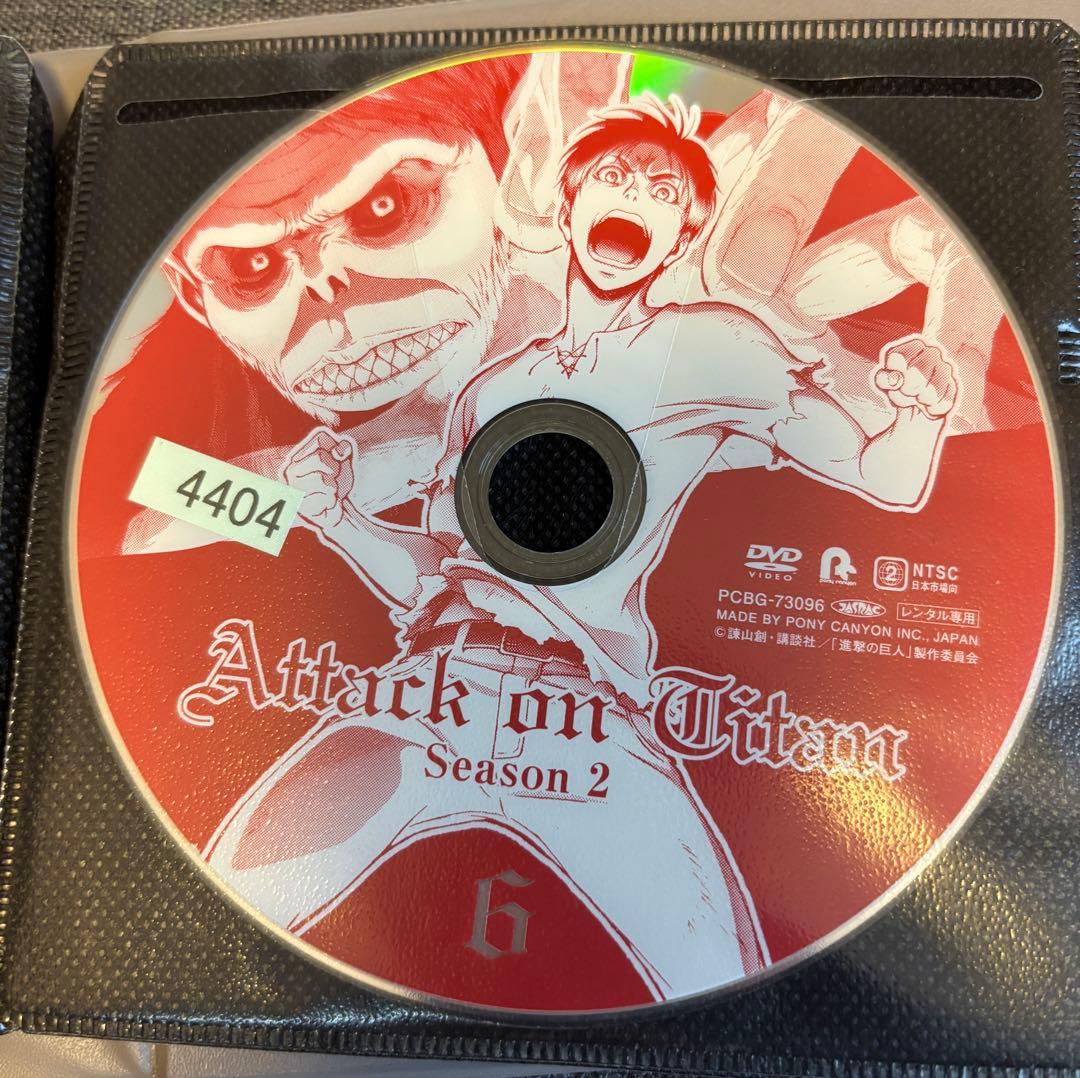 4404
DVD
VIDEO
pony canyon
2
NTSC
日本市場向
PCBG-73096 JASRAC レンタル専用
MADE BY PONY CANYON INC., JAPAN
©諫山創・講談社／「進撃の巨人」製作委員会
Attack on Titan
Season 2
6